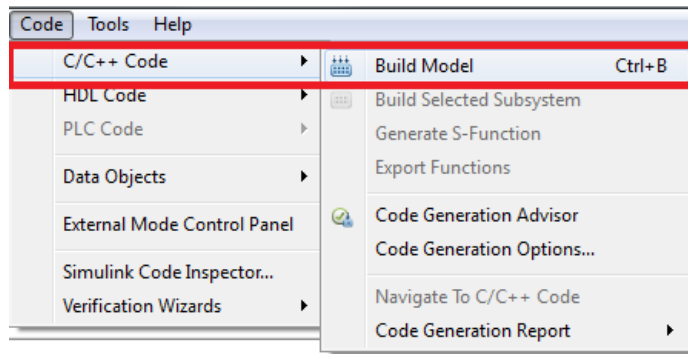 Code Tools Help
C/C++ Code
HDL Code
PLC Code
Data Objects
External Mode Control Panel
Simulink Code Inspector...
Verification Wizards
Build Model Ctrl+B
Build Selected Subsystem
Generate S-Function
Export Functions
Code Generation Advisor
Code Generation Options...
Navigate To C/C++ Code
Code Generation Report